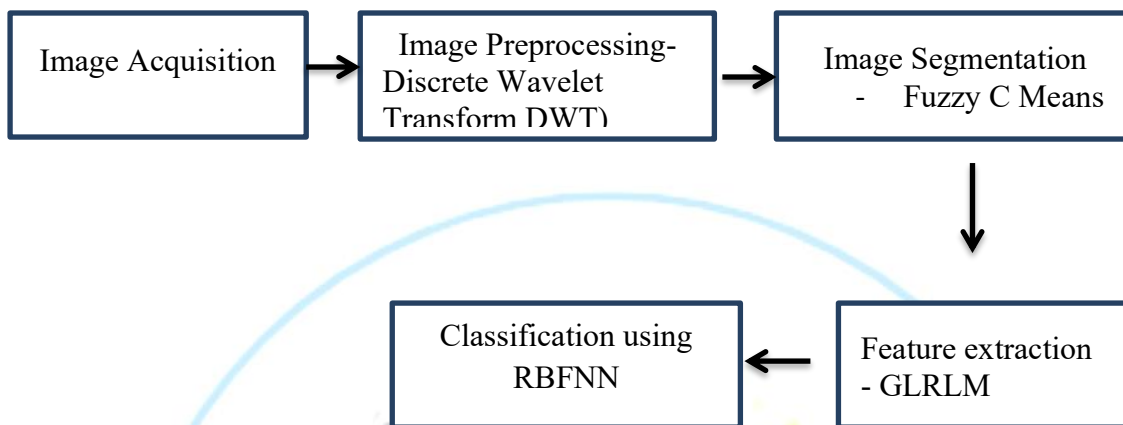 Image Acquisition
Image Preprocessing-
Discrete Wavelet
Transform DWT)
Image Segmentation
- Fuzzy C Means
Feature extraction
- GLRLM
Classification using
RBFNN